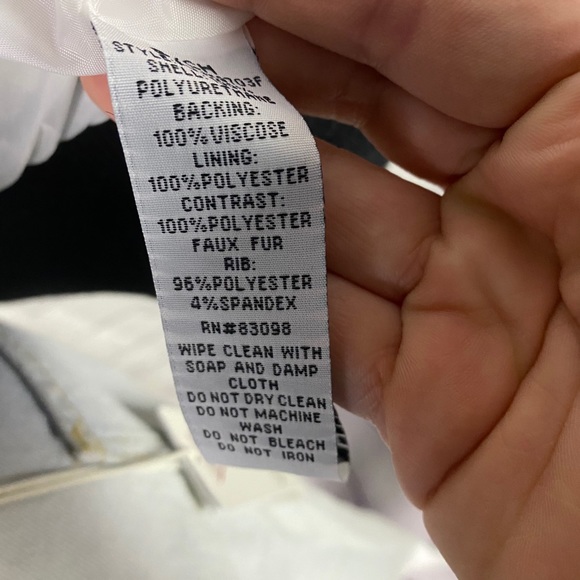 POLYURETHANE
BACKING:
100%VISCOSE
LINING:
100%POLYESTER
CONTRAST:
100%POLYESTER
FAUX FUR
RIB:
96%POLYESTER
4%SPANDEX
RN#83098
WIPE CLEAN WITH
SOAP AND DAMP
CLOTH
DO NOT DRY CLEAN
DO NOT MACHINE
WASH
DO NOT BLEACH
DO NOT IRON